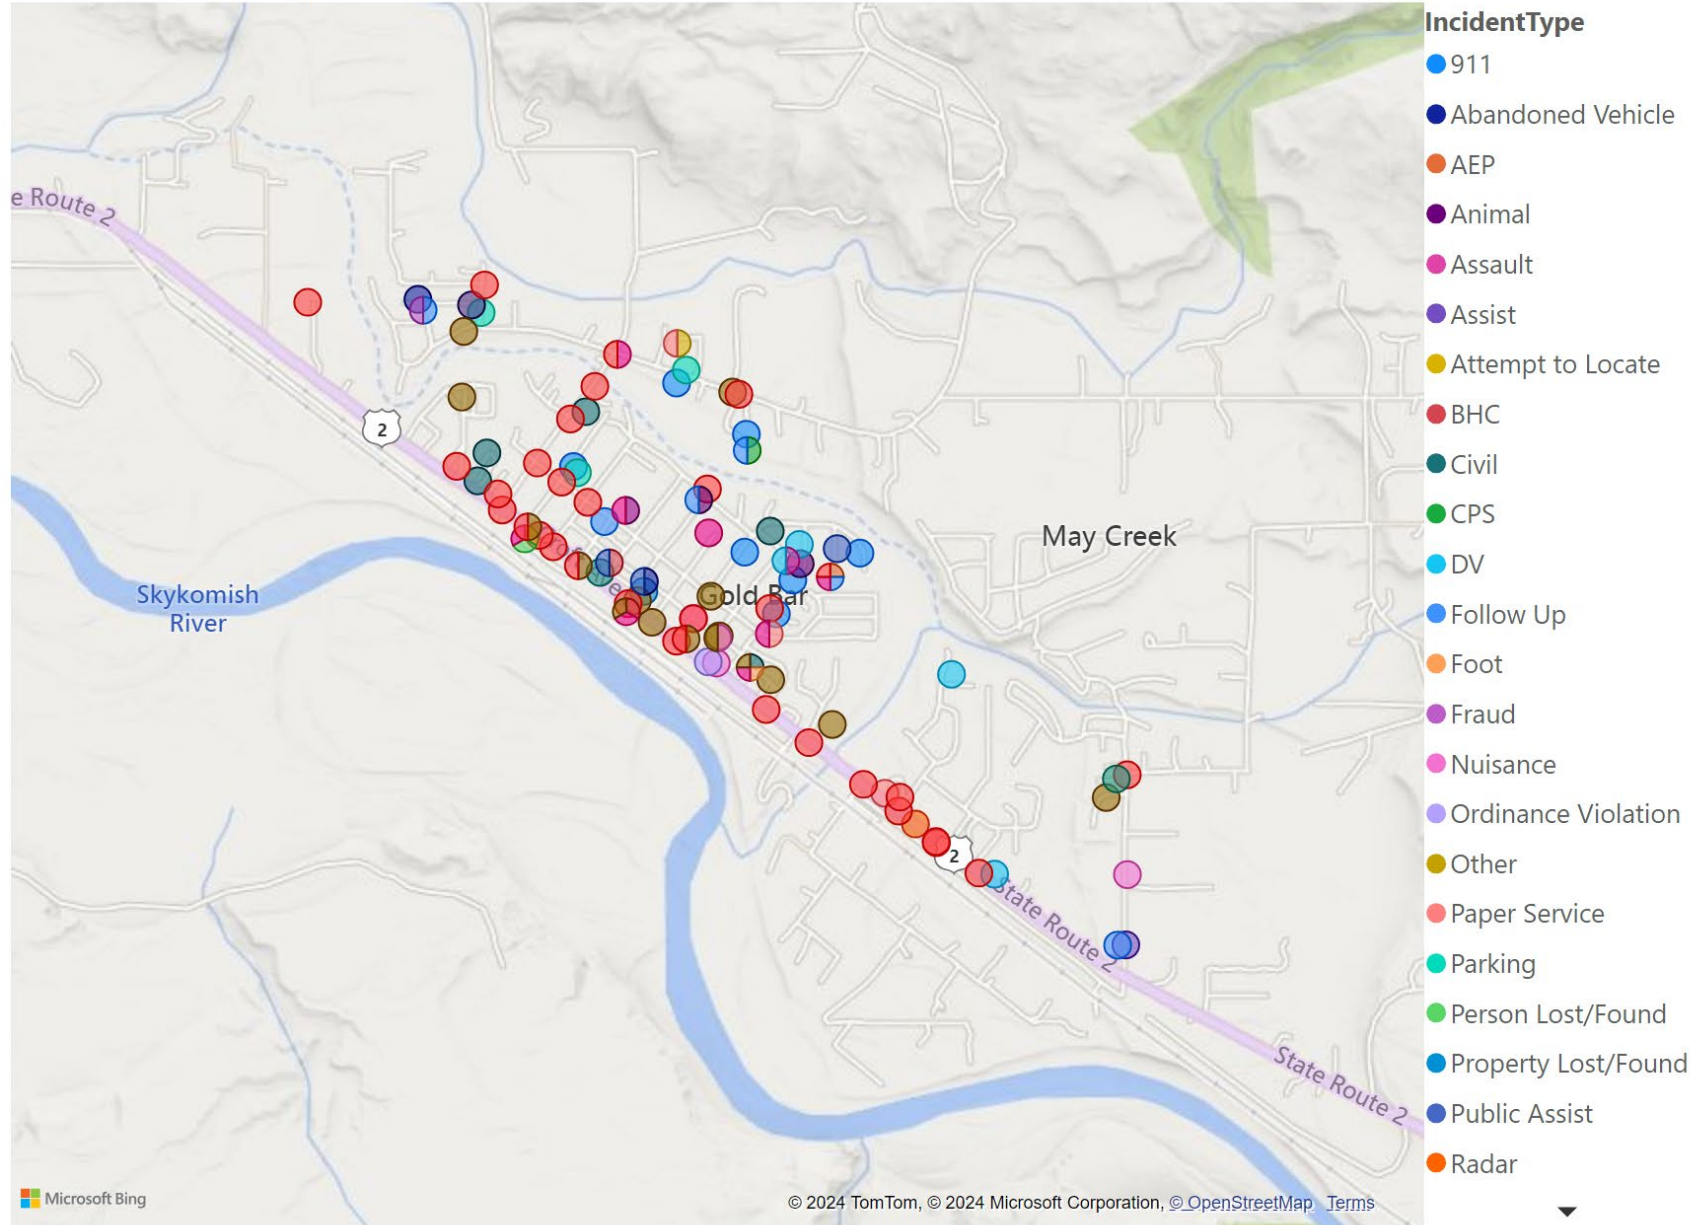 IncidentType
911
Abandoned Vehicle
AEP
Animal
Assault
Assist
Attempt to Locate
BHC
Civil
CPS
DV
Follow Up
Foot
Fraud
Nuisance
Ordinance Violation
Other
Paper Service
Parking
Person Lost/Found
Property Lost/Found
Public Assist
Radar
e Route 2
2
May Creek
Skykomish
River
Gold Bar
2
State Route 2
State Route 2
Microsoft Bing
© 2024 TomTom, © 2024 Microsoft Corporation, © OpenStreetMap Terms